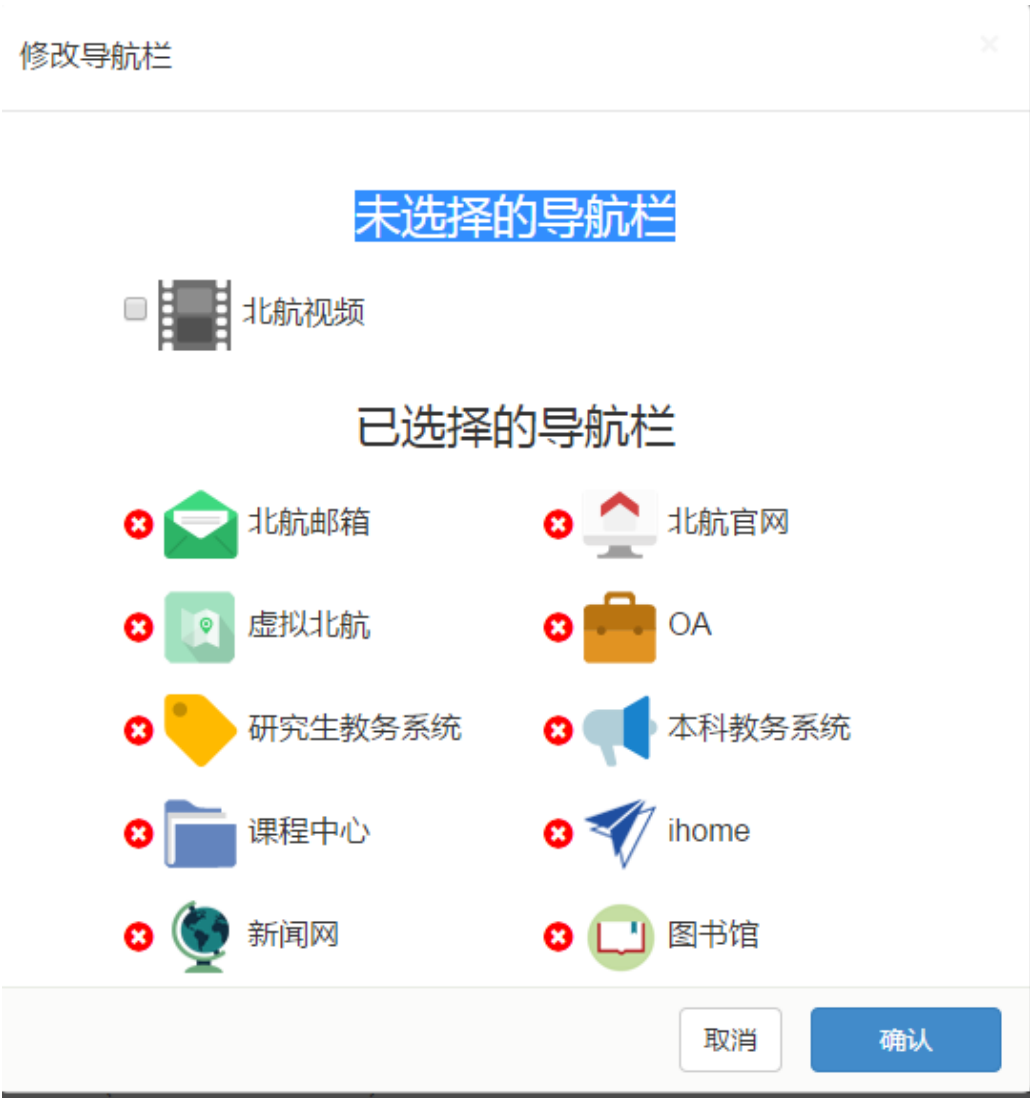 修改导航栏
未选择的导航栏
北航视频
已选择的导航栏
北航邮箱
北航官网
虚拟北航
OA
研究生教务系统
本科教务系统
课程中心
ihome
新闻网
图书馆
取消
确认